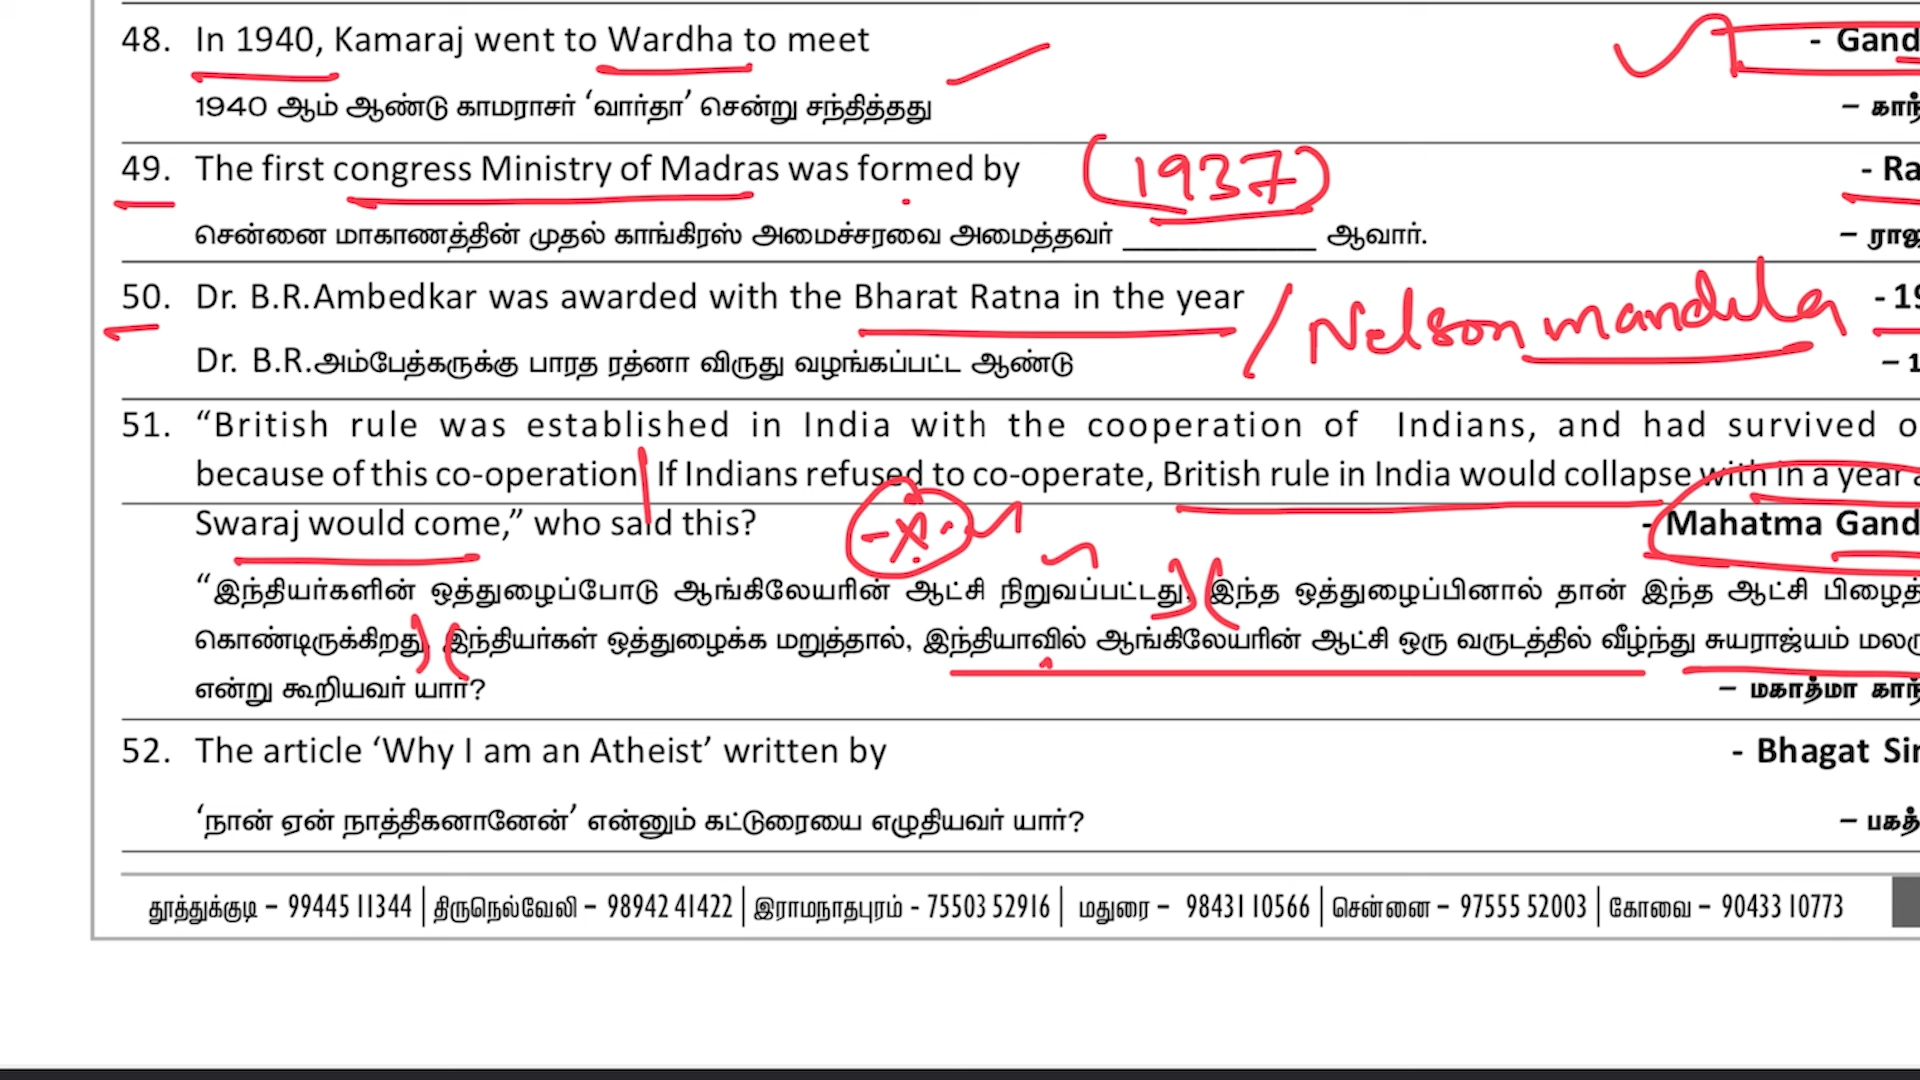 48. In 1940, Kamaraj went to Wardha to meet - Gand
1940 ஆம் ஆண்டு காமராசர் ‘வார்தா’ சென்று சந்தித்தது – காந்
49. The first congress Ministry of Madras was formed by (1937) - Ra
சென்னை மாகாணத்தின் முதல் காங்கிரஸ் அமைச்சரவை அமைத்தவர் ____________ ஆவார். – ராஜ
50. Dr. B.R.Ambedkar was awarded with the Bharat Ratna in the year / Nelson mandela - 19
Dr. B.R.அம்பேத்கருக்கு பாரத ரத்னா விருது வழங்கப்பட்ட ஆண்டு – 1
51. “British rule was established in India with the cooperation of Indians, and had survived o
because of this co-operation. If Indians refused to co-operate, British rule in India would collapse with in a year a
Swaraj would come,” who said this? - Mahatma Gand
“இந்தியர்களின் ஒத்துழைப்போடு ஆங்கிலேயரின் ஆட்சி நிறுவப்பட்டது, இந்த ஒத்துழைப்பினால் தான் இந்த ஆட்சி பிழைத்
கொண்டிருக்கிறது, இந்தியர்கள் ஒத்துழைக்க மறுத்தால், இந்தியாவில் ஆங்கிலேயரின் ஆட்சி ஒரு வருடத்தில் வீழ்ந்து சுயராஜ்யம் மலரு
என்று கூறியவர் யார்? – மகாத்மா காந்
52. The article ‘Why I am an Atheist’ written by - Bhagat Sin
‘நான் ஏன் நாத்திகனானேன்’ என்னும் கட்டுரையை எழுதியவர் யார்? – பகத்
தூத்துக்குடி – 99445 11344 | திருநெல்வேலி – 98942 41422 | இராமநாதபுரம் - 75503 52916 | மதுரை – 98431 10566 | சென்னை – 97555 52003 | கோவை – 90433 10773